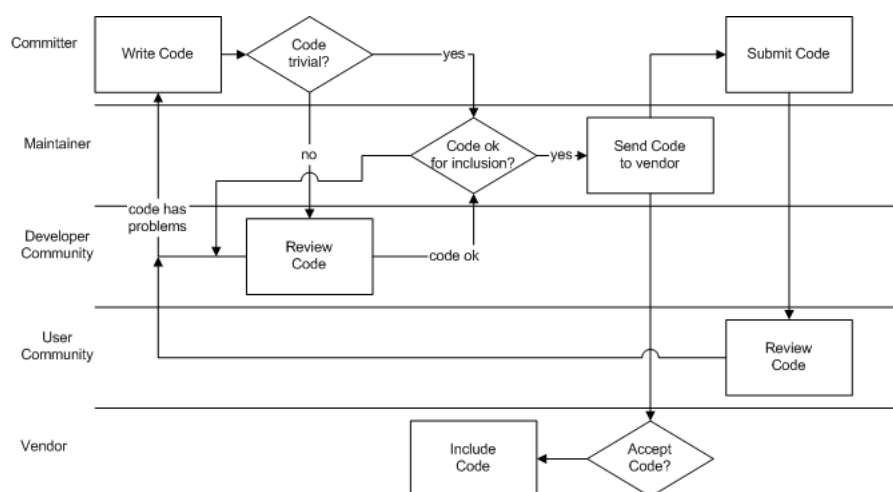 Committer
Write Code
Code
trivial?
yes
Submit Code
Maintainer
no
Code ok
for inclusion?
yes
Send Code
to vendor
code has
problems
Developer
Community
Review
Code
code ok
User
Community
Review
Code
Vendor
Include
Code
Accept
Code?